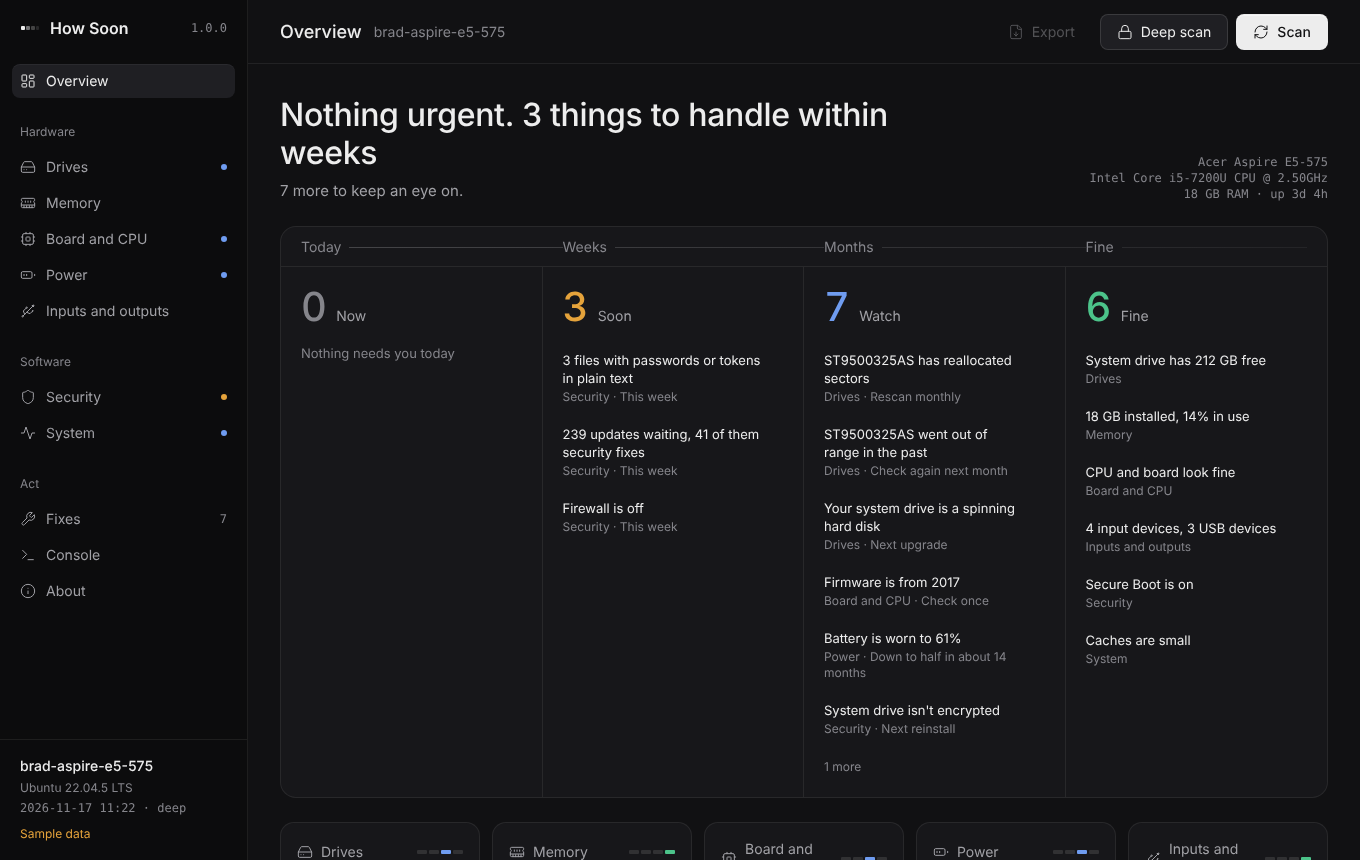 How Soon
1.0.0
Overview
Hardware
Drives
Memory
Board and CPU
Power
Inputs and outputs
Software
Security
System
Act
Fixes
7
Console
About
brad-aspire-e5-575
Ubuntu 22.04.5 LTS
2026-11-17 11:22 · deep
Sample data
Overview
brad-aspire-e5-575
Export
Deep scan
Scan
Nothing urgent. 3 things to handle within
weeks
7 more to keep an eye on.
Acer Aspire E5-575
Intel Core i5-7200U CPU @ 2.50GHz
18 GB RAM · up 3d 4h
Today
Weeks
Months
Fine
0 Now
Nothing needs you today
3 Soon
3 files with passwords or tokens
in plain text
Security · This week
239 updates waiting, 41 of them
security fixes
Security · This week
Firewall is off
Security · This week
7 Watch
ST9500325AS has reallocated
sectors
Drives · Rescan monthly
ST9500325AS went out of
range in the past
Drives · Check again next month
Your system drive is a spinning
hard disk
Drives · Next upgrade
Firmware is from 2017
Board and CPU · Check once
Battery is worn to 61%
Power · Down to half in about 14
months
System drive isn't encrypted
Security · Next reinstall
1 more
6 Fine
System drive has 212 GB free
Drives
18 GB installed, 14% in use
Memory
CPU and board look fine
Board and CPU
4 input devices, 3 USB devices
Inputs and outputs
Secure Boot is on
Security
Caches are small
System
Drives
Memory
Board and
Power
Inputs and